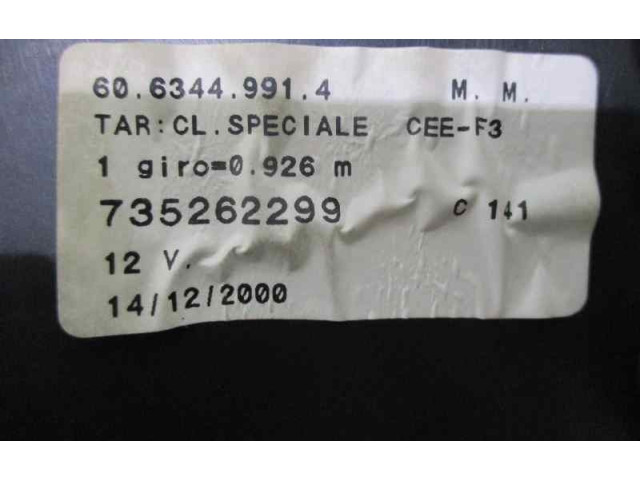 60.6344.991.4 M. M.
TAR:CL.SPECIALE CEE-F3
1 giro=0.926 m
735262299 C 141
12 V.
14/12/2000